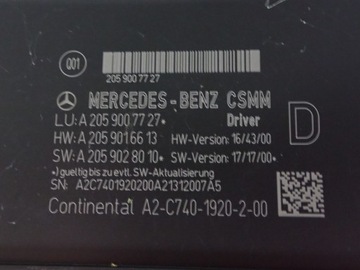 Q01
205 900 77 27
MERCEDES-BENZ CSMM
LU: A 205 900 77 27• Driver
HW: A 205 901 66 13 HW-Version: 16/43/00
SW: A 205 902 80 10• SW-Version: 17/17/00•
•) gueltig bis zu evtl. SW-Aktualisierung
SN: A2C7401920200A21312007A5
Continental A2-C740-1920-2-00
D